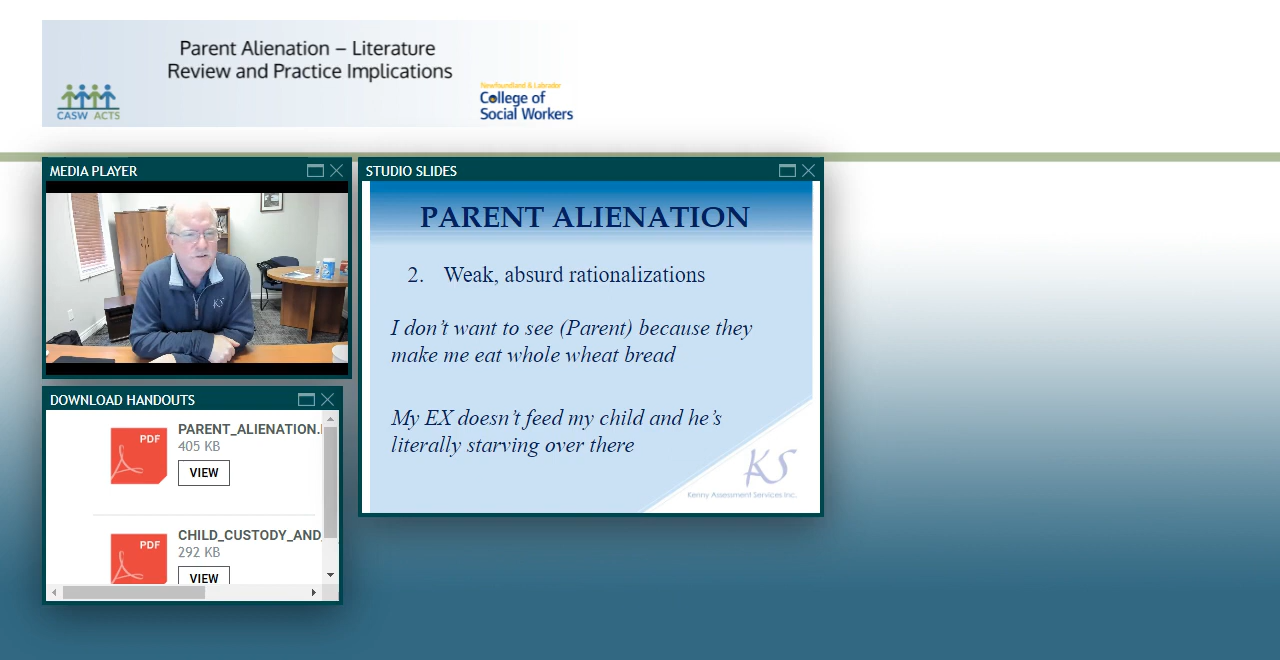 Parent Alienation – Literature
Review and Practice Implications
CASW ACTS
Newfoundland & Labrador
College of
Social Workers
MEDIA PLAYER
KS
STUDIO SLIDES
PARENT ALIENATION
2. Weak, absurd rationalizations
I don't want to see (Parent) because they
make me eat whole wheat bread
My EX doesn't feed my child and he's
literally starving over there
KS
Kenny Assessment Services Inc.
DOWNLOAD HANDOUTS
PDF
PARENT_ALIENATION.
405 KB
VIEW
PDF
CHILD_CUSTODY_AND_
292 KB
VIEW